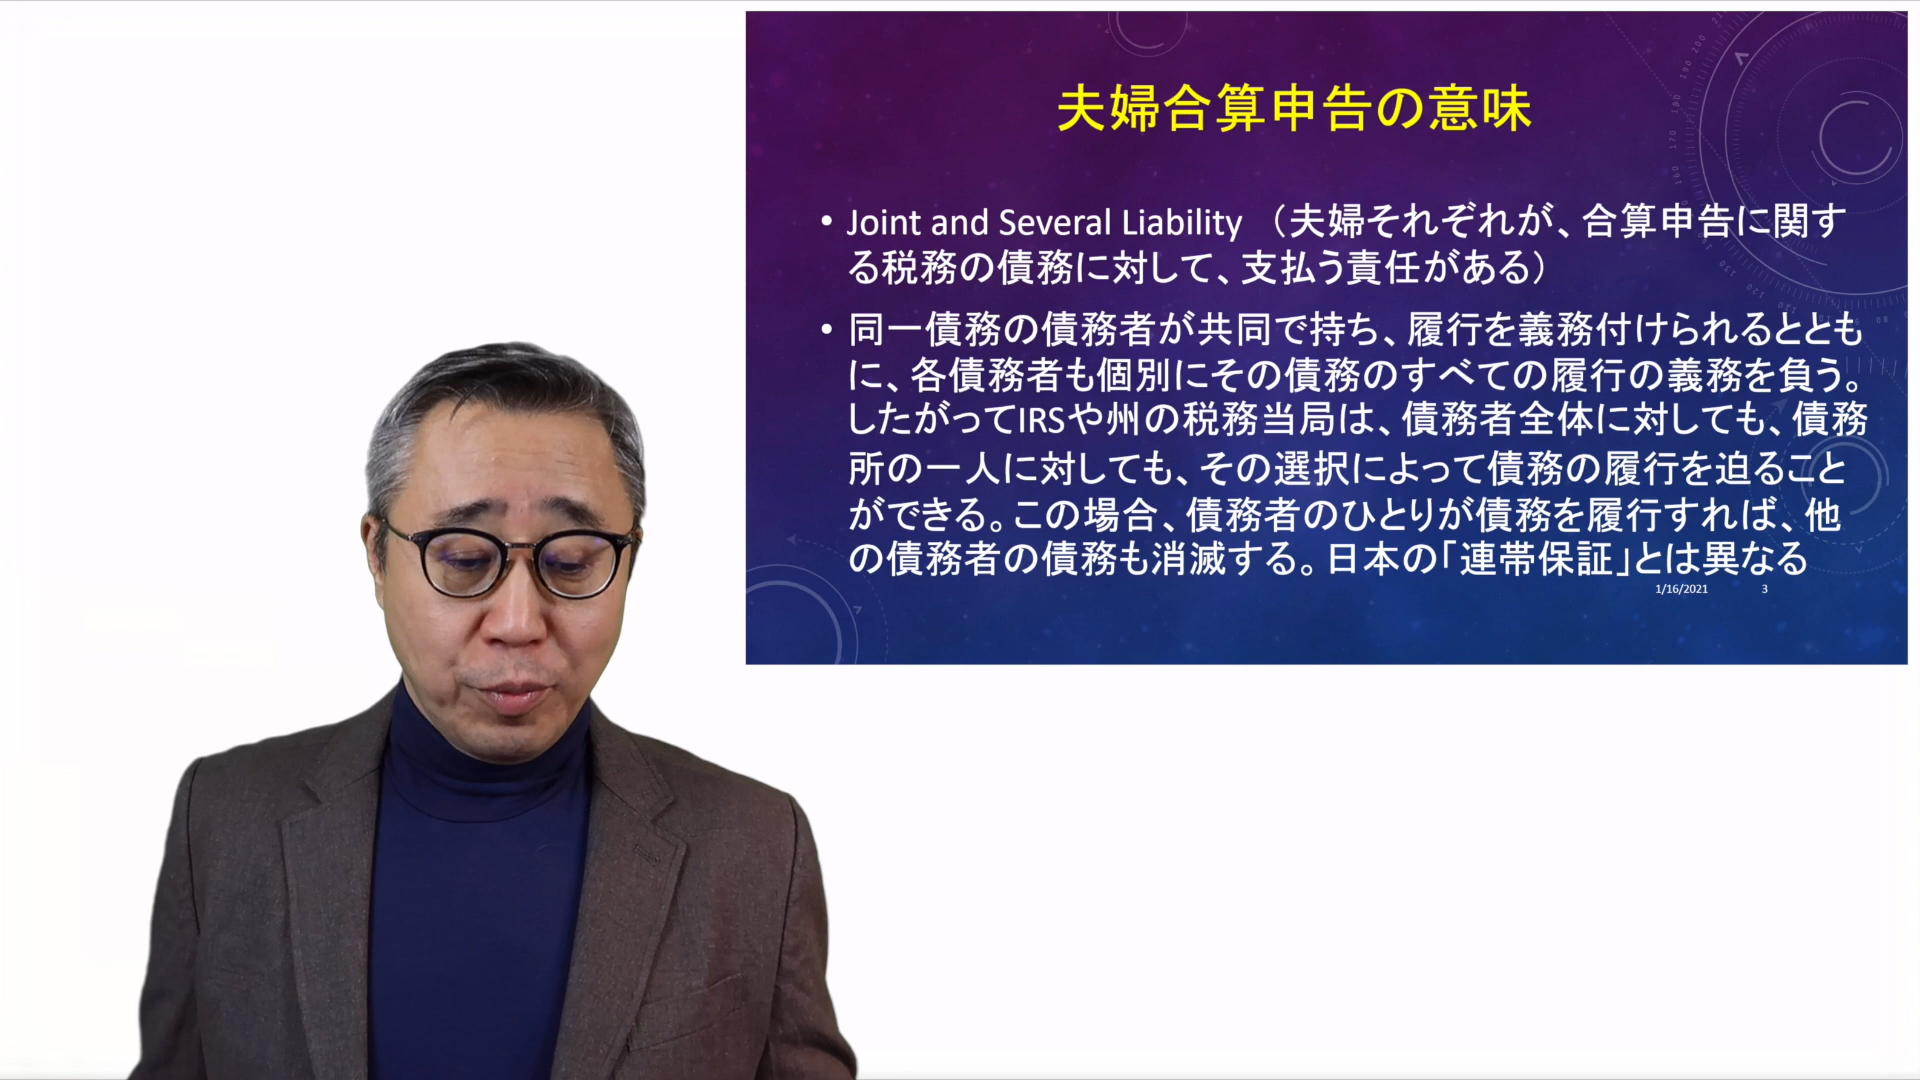 夫婦合算申告の意味
• Joint and Several Liability （夫婦それぞれが、合算申告に関す
る税務の債務に対して、支払う責任がある）
• 同一債務の債務者が共同で持ち、履行を義務付けられるととも
に、各債務者も個別にその債務のすべての履行の義務を負う。
したがってIRSや州の税務当局は、債務者全体に対しても、債務
所の一人に対しても、その選択によって債務の履行を迫ること
ができる。この場合、債務者のひとりが債務を履行すれば、他
の債務者の債務も消滅する。日本の「連帯保証」とは異なる
1/16/2021 3